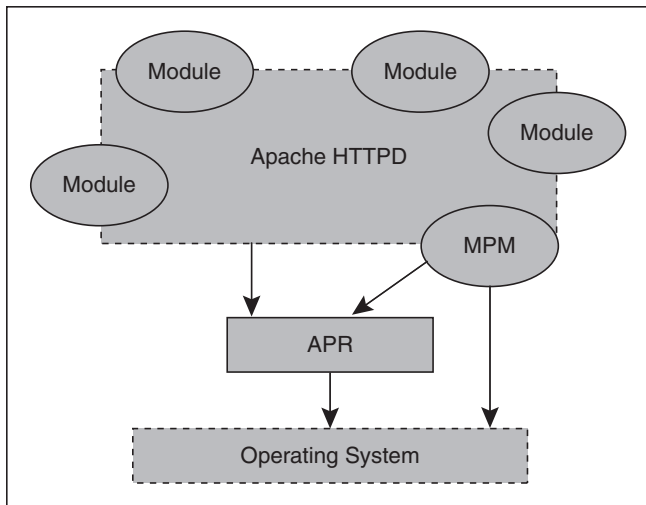 Module
Module
Module
Apache HTTPD
Module
MPM
APR
Operating System